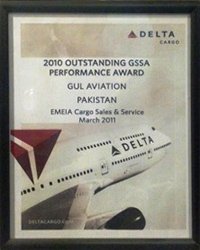 DELTA
CARGO
2010 OUTSTANDING GSSA
PERFORMANCE AWARD
GUL AVIATION
PAKISTAN
EMEIA Cargo Sales & Service
March 2011
DELTA
DELTACARGO.COM